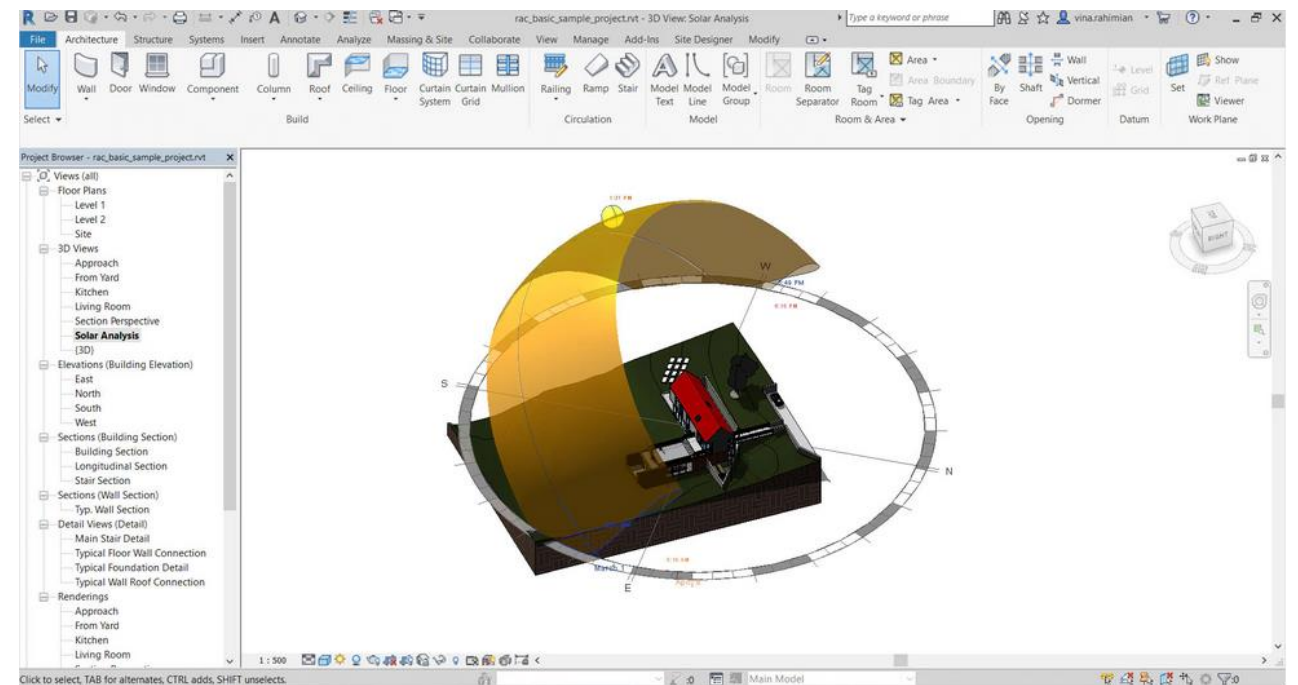 rac_basic_sample_project.rvt - 3D View: Solar Analysis
Type a keyword or phrase
vina.rahimian
File Architecture Structure Systems Insert Annotate Analyze Massing & Site Collaborate View Manage Add-Ins Site Designer Modify
Modify Wall Door Window Component Column Roof Ceiling Floor Curtain System Curtain Grid Mullion Railing Ramp Stair Model Text Model Line Model Group Room Room Separator Tag Room Area Area Boundary Tag Area By Face Shaft Wall Vertical Dormer Level Grid Set Show Ref Plane Viewer
Select Build Circulation Model Room & Area Opening Datum Work Plane
Project Browser - rac_basic_sample_project.rvt
Views (all)
Floor Plans
Level 1
Level 2
Site
3D Views
Approach
From Yard
Kitchen
Living Room
Section Perspective
Solar Analysis
{3D}
Elevations (Building Elevation)
East
North
South
West
Sections (Building Section)
Building Section
Longitudinal Section
Stair Section
Sections (Wall Section)
Typ. Wall Section
Detail Views (Detail)
Main Stair Detail
Typical Floor Wall Connection
Typical Foundation Detail
Typical Wall Roof Connection
Renderings
Approach
From Yard
Kitchen
Living Room
W
S
N
E
RIGHT
1 : 500
Click to select, TAB for alternates, CTRL adds, SHIFT unselects.
:0
Main Model
:0